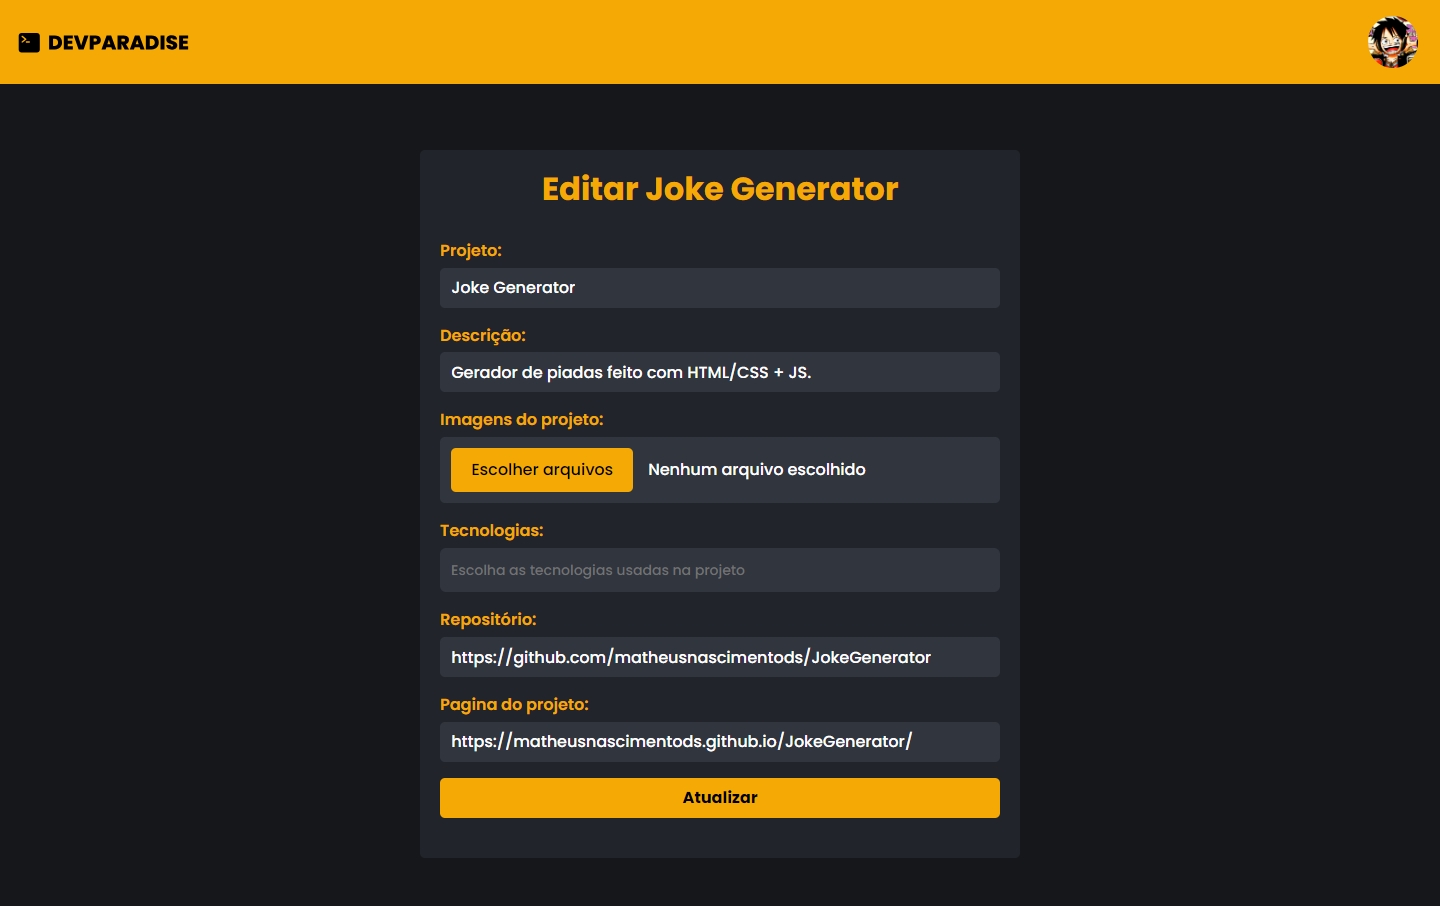 DEVPARADISE
Editar Joke Generator
Projeto:
Joke Generator
Descrição:
Gerador de piadas feito com HTML/CSS + JS.
Imagens do projeto:
Escolher arquivos Nenhum arquivo escolhido
Tecnologias:
Escolha as tecnologias usadas na projeto
Repositório:
https://github.com/matheusnascimentods/JokeGenerator
Pagina do projeto:
https://matheusnascimentods.github.io/JokeGenerator/
Atualizar